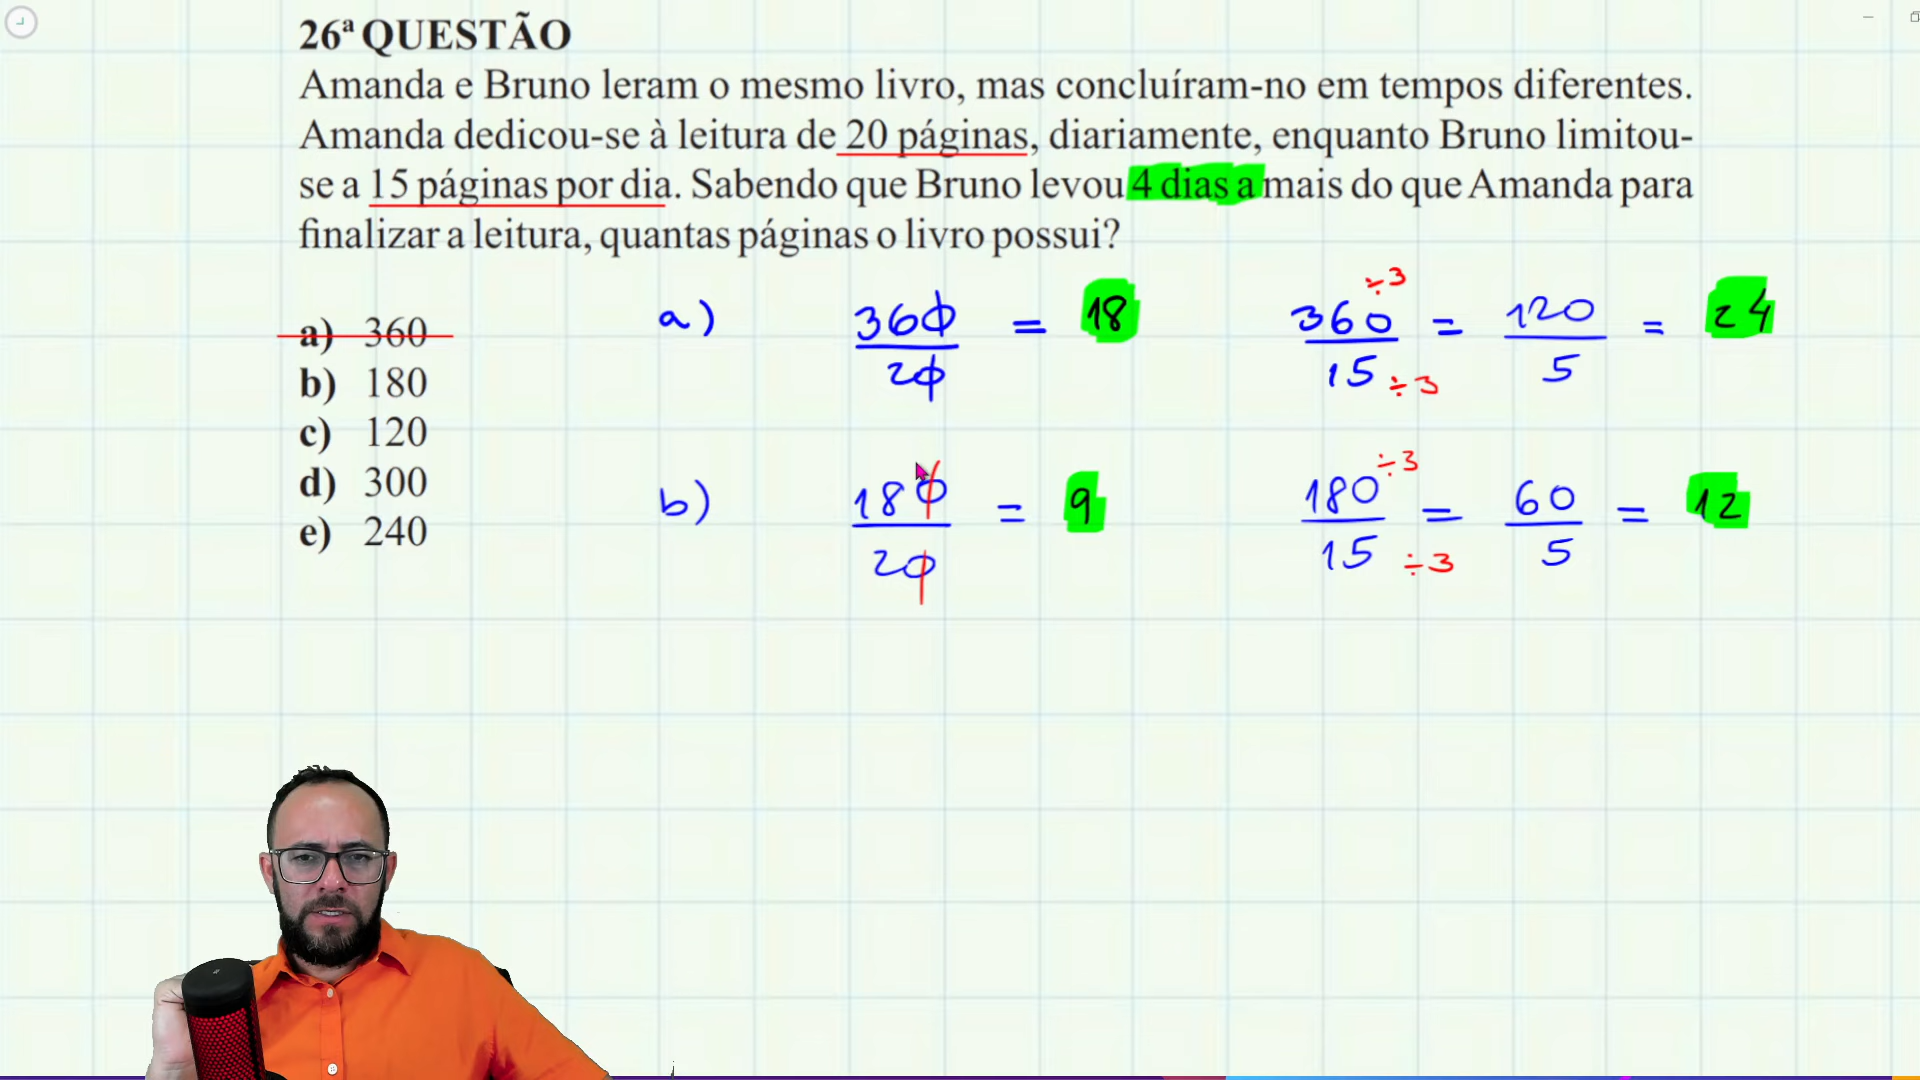 26ª QUESTÃO
Amanda e Bruno leram o mesmo livro, mas concluíram-no em tempos diferentes.
Amanda dedicou-se à leitura de 20 páginas, diariamente, enquanto Bruno limitou-
se a 15 páginas por dia. Sabendo que Bruno levou 4 dias a mais do que Amanda para
finalizar a leitura, quantas páginas o livro possui?
a) 360
b) 180
c) 120
d) 300
e) 240
a) 360/20 = 18 360÷3/15÷3 = 120/5 = 24
b) 180/20 = 9 180÷3/15÷3 = 60/5 = 12